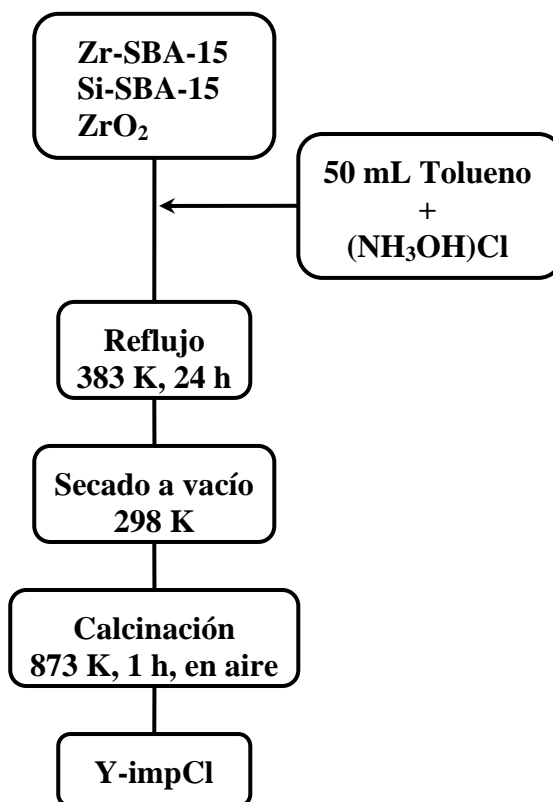 Zr-SBA-15
Si-SBA-15
ZrO₂
50 mL Tolueno
+
(NH₃OH)Cl
Reflujo
383 K, 24 h
Secado a vacío
298 K
Calcinación
873 K, 1 h, en aire
Y-impCl